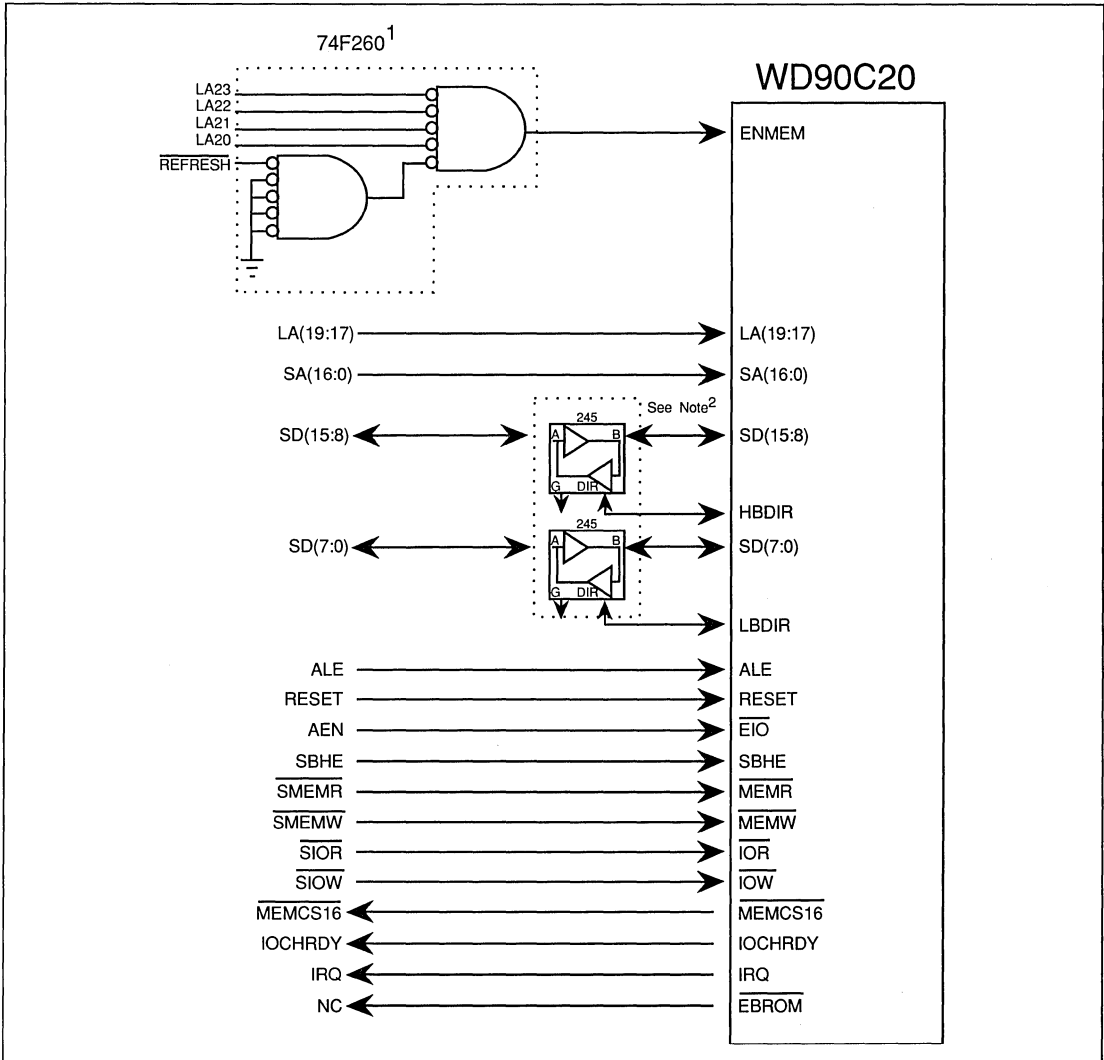 74F260¹
WD90C20
LA23
LA22
LA21
LA20
REFRESH
ENMEM
LA(19:17) LA(19:17)
SA(16:0) SA(16:0)
See Note²
245
SD(15:8) A B SD(15:8)
G DIR
HBDIR
245
SD(7:0) A B SD(7:0)
G DIR
LBDIR
ALE ALE
RESET RESET
AEN EIO
SBHE SBHE
SMEMR MEMR
SMEMW MEMW
SIOR IOR
SIOW IOW
MEMCS16 MEMCS16
IOCHRDY IOCHRDY
IRQ IRQ
NC EBROM